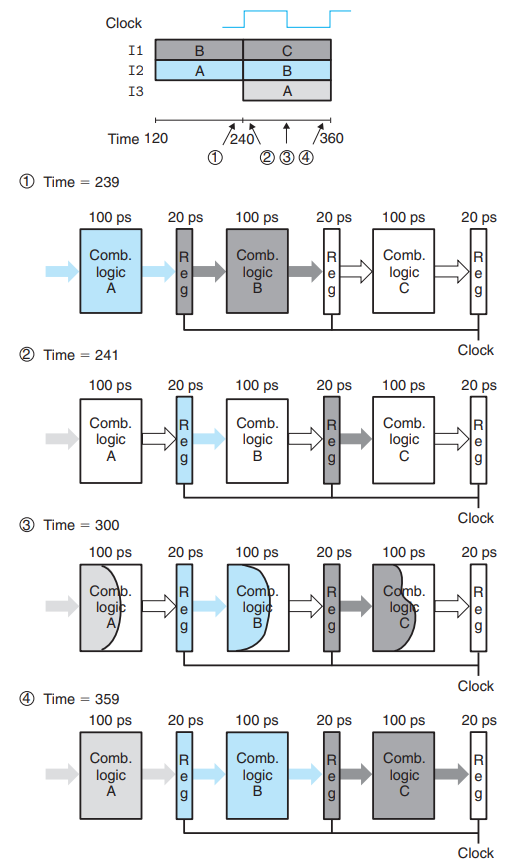 Clock
I1 B C
I2 A B
I3 A
Time 120 240 360
① ② ③ ④
① Time = 239
100 ps 20 ps 100 ps 20 ps 100 ps 20 ps
Comb. logic A Reg Comb. logic B Reg Comb. logic C Reg
Clock
② Time = 241
100 ps 20 ps 100 ps 20 ps 100 ps 20 ps
Comb. logic A Reg Comb. logic B Reg Comb. logic C Reg
Clock
③ Time = 300
100 ps 20 ps 100 ps 20 ps 100 ps 20 ps
Comb. logic A Reg Comb. logic B Reg Comb. logic C Reg
Clock
④ Time = 359
100 ps 20 ps 100 ps 20 ps 100 ps 20 ps
Comb. logic A Reg Comb. logic B Reg Comb. logic C Reg
Clock